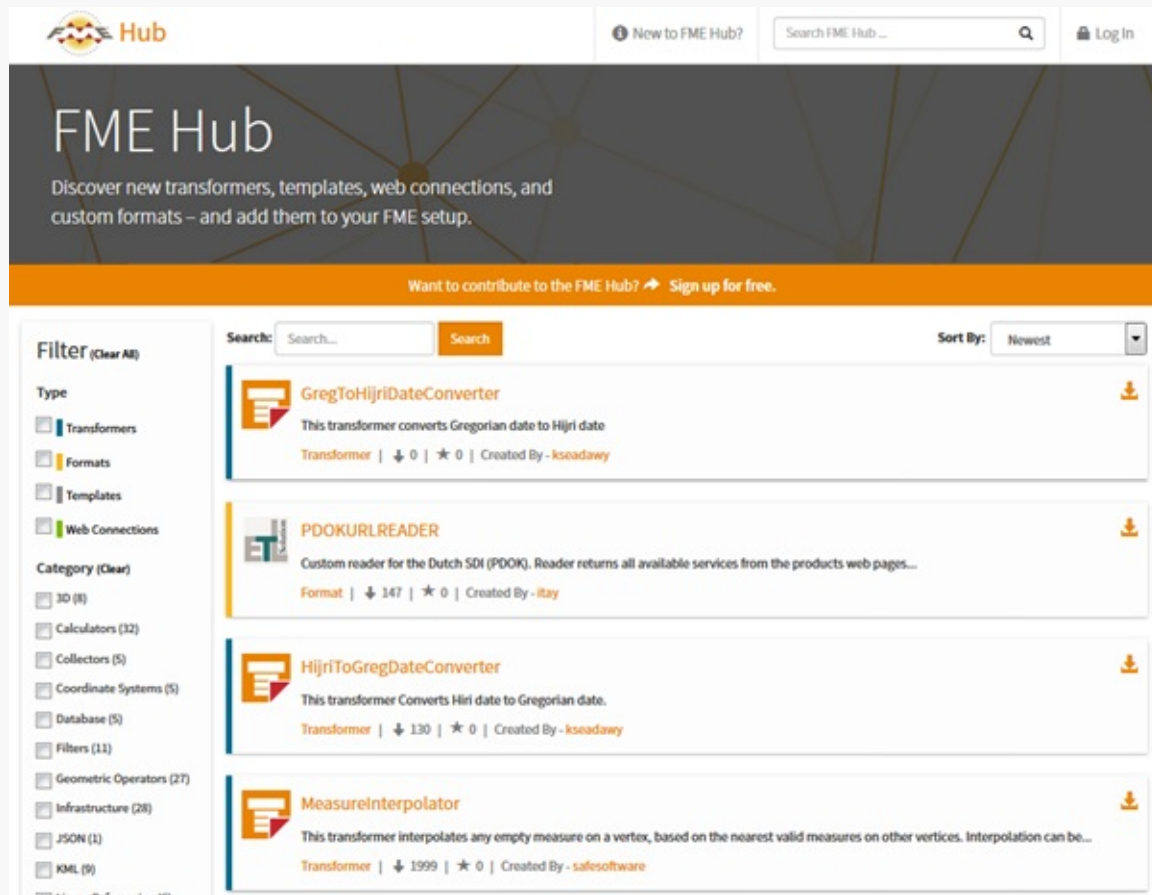 FME Hub
New to FME Hub?
Search FME Hub ...
Log In
FME Hub
Discover new transformers, templates, web connections, and
custom formats – and add them to your FME setup.
Want to contribute to the FME Hub? Sign up for free.
Filter (Clear All)
Type
Transformers
Formats
Templates
Web Connections
Category (Clear)
3D (8)
Calculators (32)
Collectors (5)
Coordinate Systems (5)
Database (5)
Filters (11)
Geometric Operators (27)
Infrastructure (28)
JSON (1)
KML (9)
Search: Search... Search
Sort By: Newest
GregToHijriDateConverter
This transformer converts Gregorian date to Hijri date
Transformer | 0 | ★ 0 | Created By - kseadawy
ETL Solution
PDOKURLREADER
Custom reader for the Dutch SDI (PDOK). Reader returns all available services from the products web pages...
Format | 147 | ★ 0 | Created By - itay
HijriToGregDateConverter
This transformer Converts Hiri date to Gregorian date.
Transformer | 130 | ★ 0 | Created By - kseadawy
MeasureInterpolator
This transformer interpolates any empty measure on a vertex, based on the nearest valid measures on other vertices. Interpolation can be...
Transformer | 1999 | ★ 0 | Created By - safesoftware